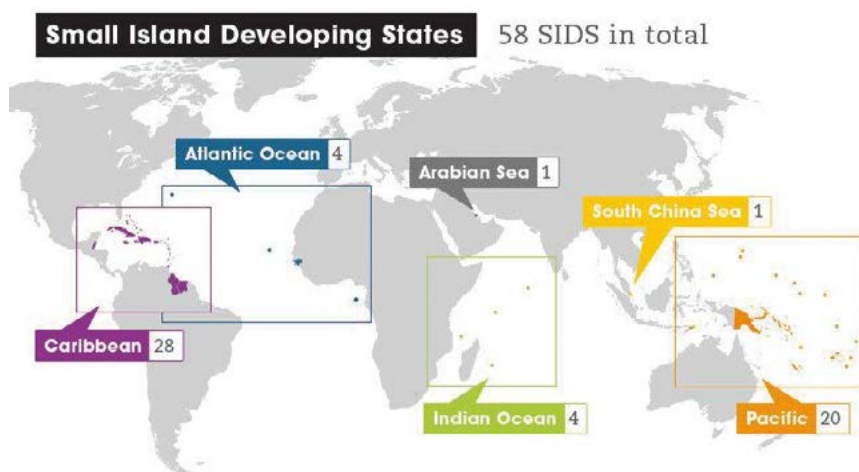 Small Island Developing States 58 SIDS in total
Atlantic Ocean 4
Arabian Sea 1
South China Sea 1
Caribbean 28
Indian Ocean 4
Pacific 20